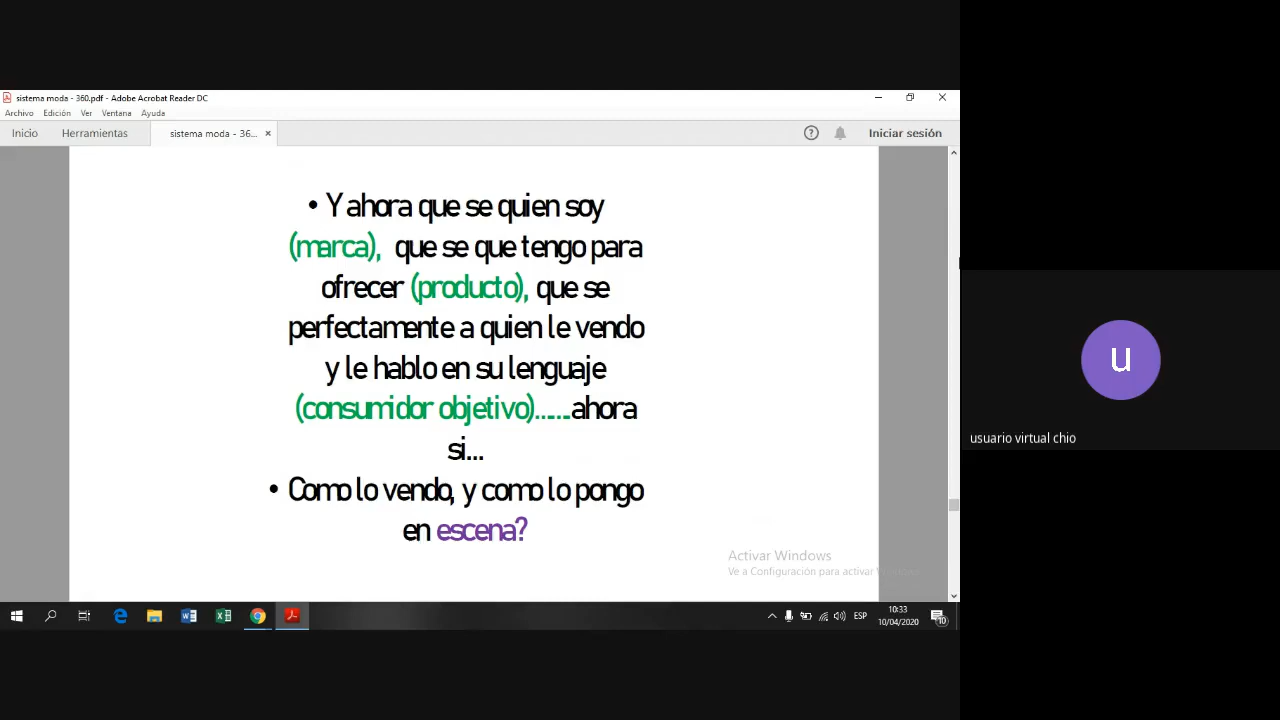 sistema moda - 360.pdf - Adobe Acrobat Reader DC
Archivo Edición Ver Ventana Ayuda
Inicio Herramientas sistema moda - 36... × Iniciar sesión
• Y ahora que se quien soy
(marca), que se que tengo para
ofrecer (producto), que se
perfectamente a quien le vendo
y le hablo en su lenguaje
(consumidor objetivo).......ahora
si...
• Como lo vendo, y como lo pongo
en escena?
Activar Windows
Ve a Configuración para activar Windows.
u
usuario virtual chio
ESP
10:33
10/04/2020
10